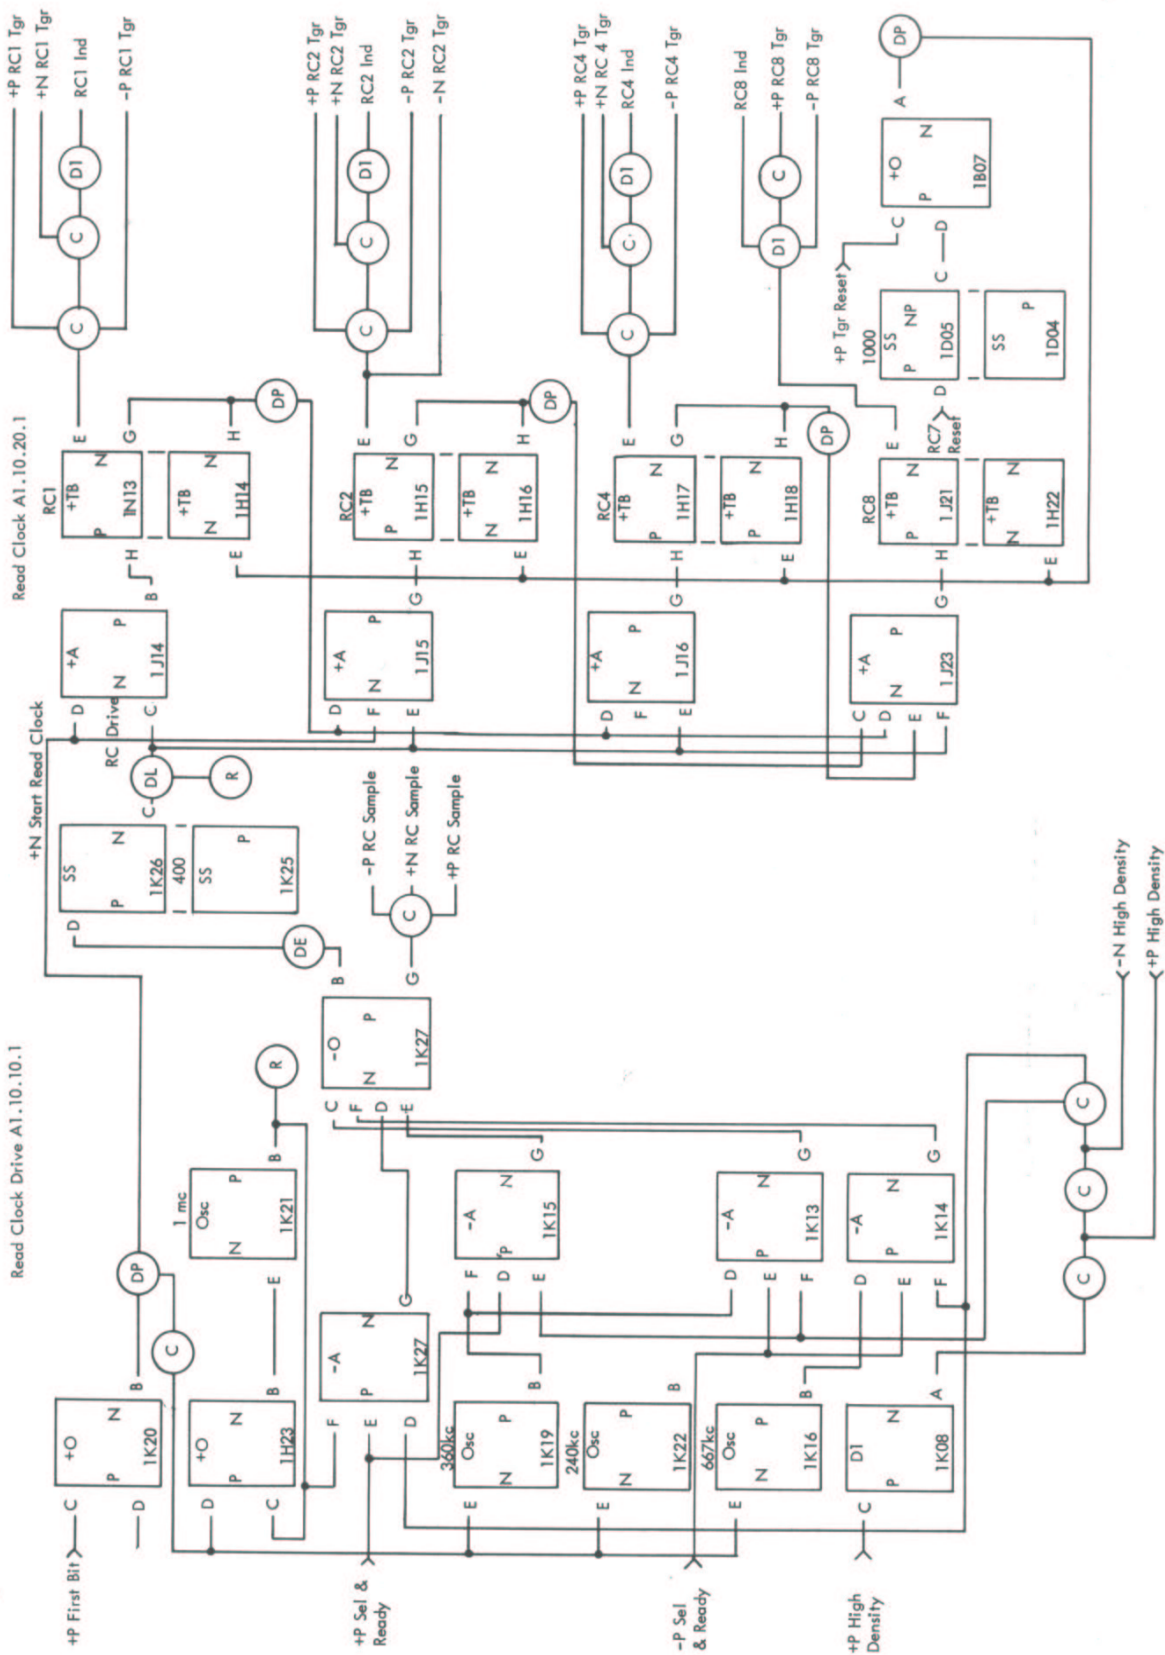 Read Clock Drive A1.10.10.1
Read Clock A1.10.20.1
+N Start Read Clock
RC Drive
+P First Bit
C
D
+O
P
N
1K20
B
DP
C
D
C
+O
P
N
1H23
B
E
1 mc
Osc
N
P
1K21
B
R
+P Sel &
Ready
F
E
D
-A
P
N
1K27
G
E
360kc
Osc
N
P
1K19
B
E
240kc
Osc
N
P
1K22
B
-P Sel
& Ready
E
667kc
Osc
N
P
1K16
B
+P High
Density
C
D1
P
N
1K08
A
F
D
E
-A
P
N
1K15
G
D
E
F
-A
P
N
1K13
G
D
E
F
-A
P
N
1K14
G
C
C
C
-N High Density
+P High Density
C
F
D
E
-O
N
P
1K27
B
G
DE
C
-P RC Sample
+N RC Sample
+P RC Sample
D
SS
P
N
1K26
400
SS
P
1K25
C
DL
R
D
C
+A
N
P
1J14
B
H
RC1
+TB
P
N
1N13
E
G
+TB
N
N
1H14
E
H
DP
C
C
D1
+P RC1 Tgr
+N RC1 Tgr
RC1 Ind
-P RC1 Tgr
D
F
E
+A
N
P
1J15
G
H
RC2
+TB
P
N
1H15
E
G
+TB
N
N
1H16
E
H
DP
C
C
D1
+P RC2 Tgr
+N RC2 Tgr
RC2 Ind
-P RC2 Tgr
-N RC2 Tgr
D
F
E
+A
N
P
1J16
G
H
RC4
+TB
P
N
1H17
E
G
+TB
N
N
1H18
E
H
DP
C
C
D1
+P RC4 Tgr
+N RC 4 Tgr
RC4 Ind
-P RC4 Tgr
C
D
E
F
+A
N
P
1J23
G
H
RC8
+TB
P
N
1J21
E
+TB
N
N
1H22
E
D1
C
RC8 Ind
+P RC8 Tgr
-P RC8 Tgr
RC7
Reset
D
1000
SS
P
NP
1D05
C
SS
P
1D04
+P Tgr Reset
C
D
+O
P
N
1B07
A
DP